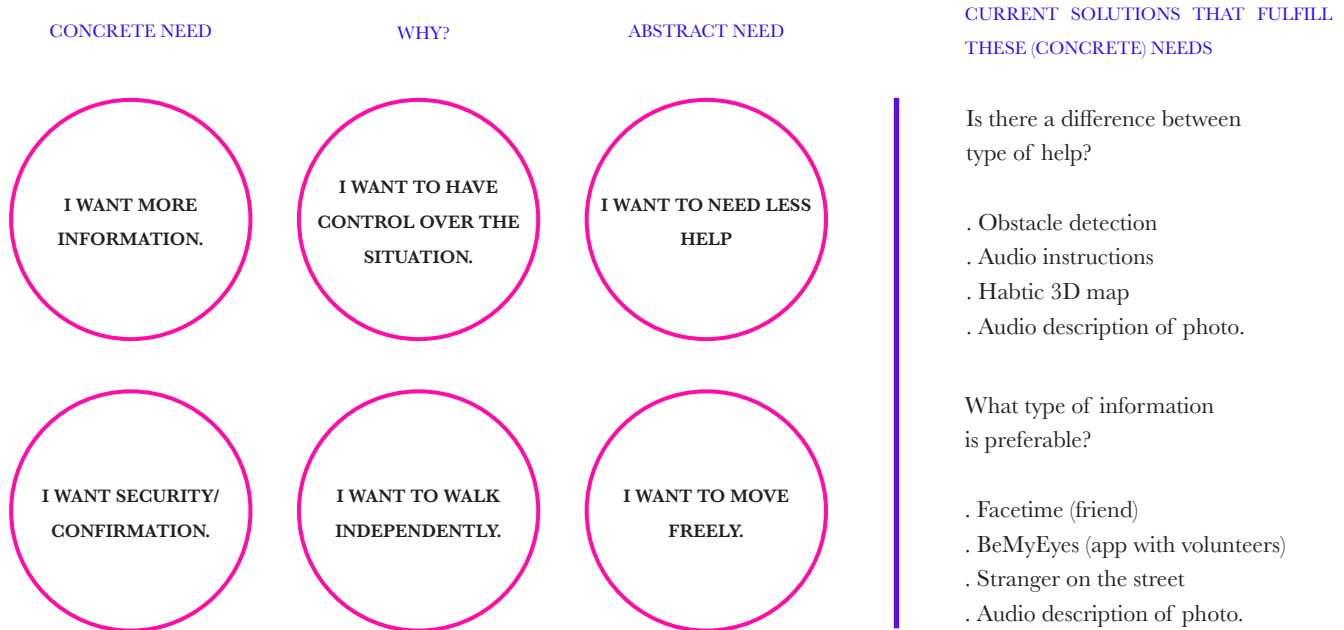 CONCRETE NEED
WHY?
ABSTRACT NEED
CURRENT SOLUTIONS THAT FULFILL
THESE (CONCRETE) NEEDS
I WANT MORE
INFORMATION.
I WANT TO HAVE
CONTROL OVER THE
SITUATION.
I WANT TO NEED LESS
HELP
Is there a difference between
type of help?
. Obstacle detection
. Audio instructions
. Habtic 3D map
. Audio description of photo.
I WANT SECURITY/
CONFIRMATION.
I WANT TO WALK
INDEPENDENTLY.
I WANT TO MOVE
FREELY.
What type of information
is preferable?
. Facetime (friend)
. BeMyEyes (app with volunteers)
. Stranger on the street
. Audio description of photo.